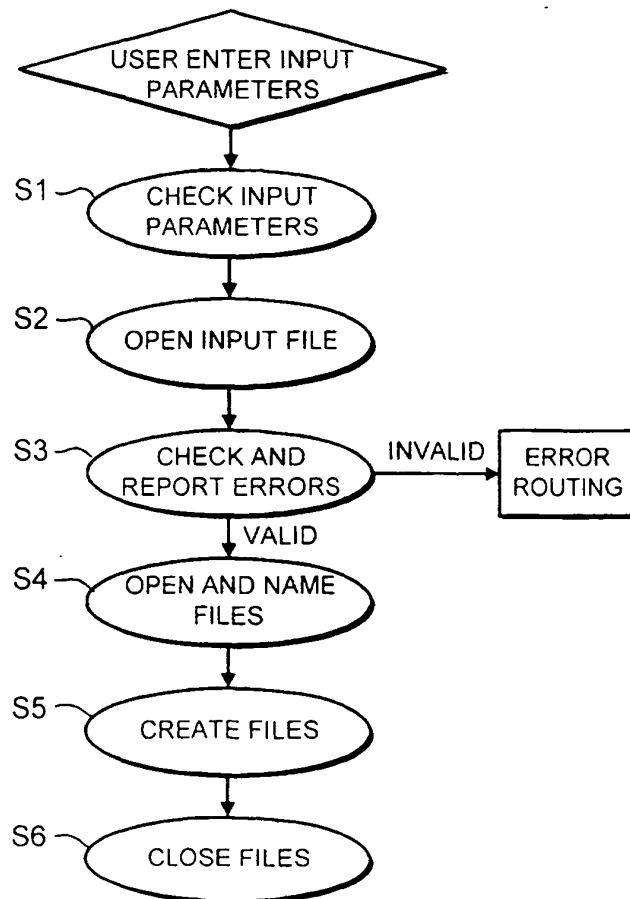 USER ENTER INPUT
PARAMETERS
S1
CHECK INPUT
PARAMETERS
S2
OPEN INPUT FILE
S3
CHECK AND
REPORT ERRORS
INVALID
ERROR
ROUTING
VALID
S4
OPEN AND NAME
FILES
S5
CREATE FILES
S6
CLOSE FILES